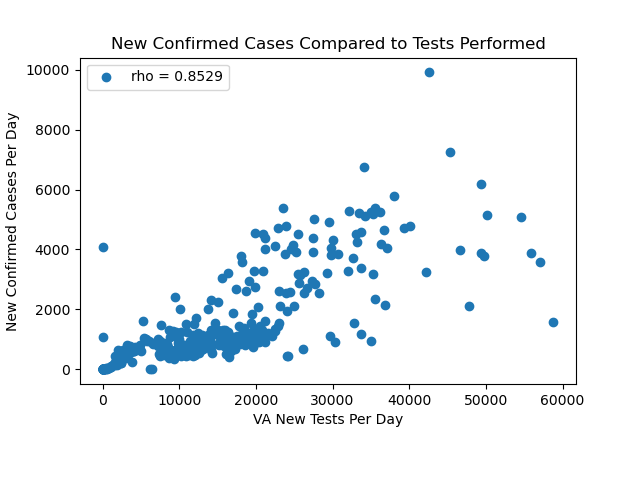 New Confirmed Cases Compared to Tests Performed
rho = 0.8529
New Confirmed Caeses Per Day
10000
8000
6000
4000
2000
0
0 10000 20000 30000 40000 50000 60000
VA New Tests Per Day